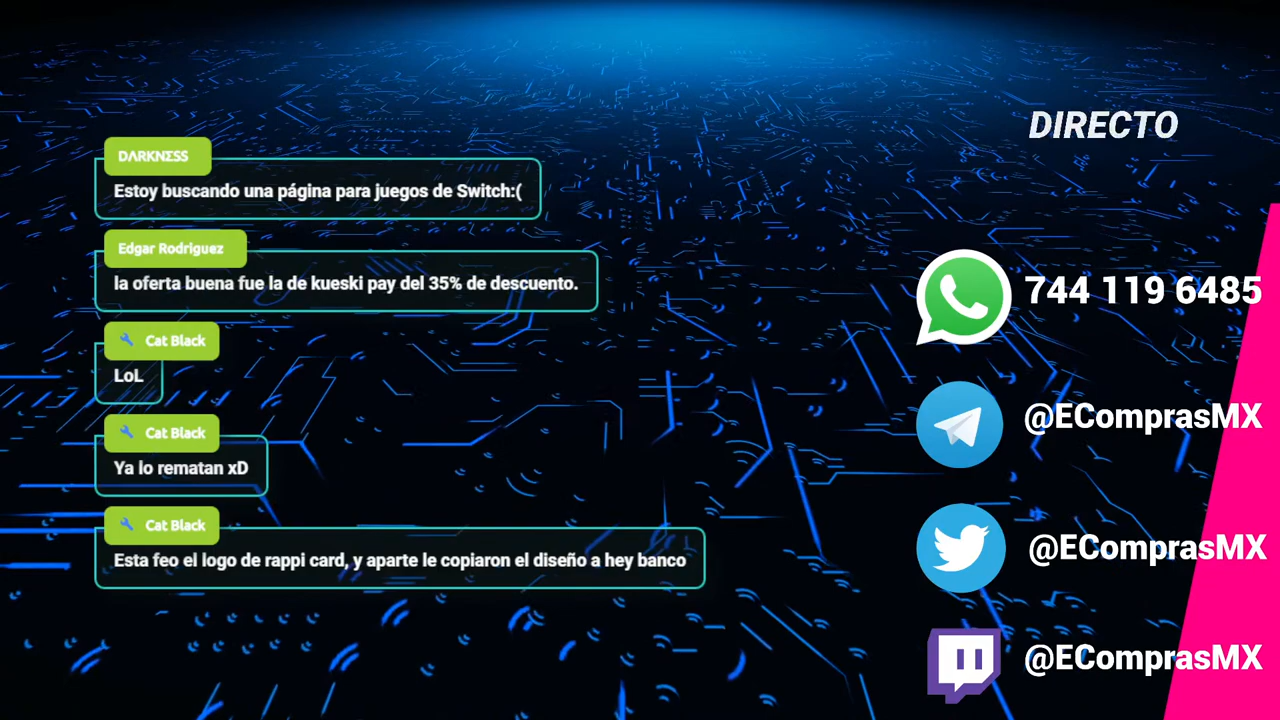 DΛRKNΣSS
Estoy buscando una página para juegos de Switch:(
Edgar Rodriguez
la oferta buena fue la de kueski pay del 35% de descuento.
Cat Black
LoL
Cat Black
Ya lo rematan xD
Cat Black
Esta feo el logo de rappi card, y aparte le copiaron el diseño a hey banco
DIRECTO
744 119 6485
@EComprasMX
@EComprasMX
@EComprasMX